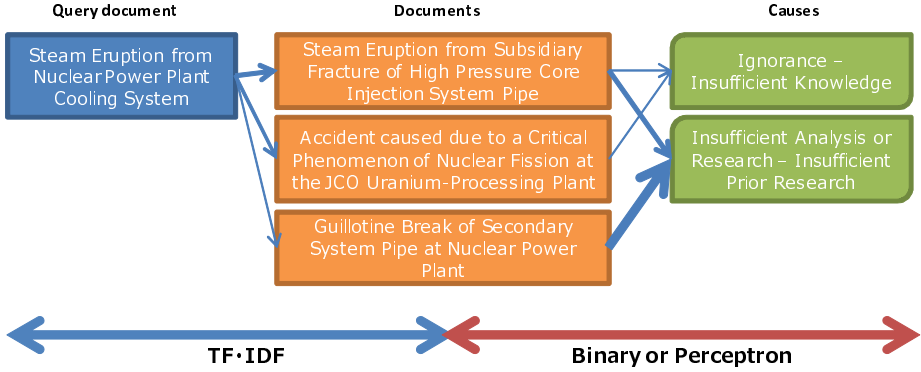 Query document
Documents
Causes
Steam Eruption from
Nuclear Power Plant
Cooling System
Steam Eruption from Subsidiary
Fracture of High Pressure Core
Injection System Pipe
Accident caused due to a Critical
Phenomenon of Nuclear Fission at
the JCO Uranium-Processing Plant
Guillotine Break of Secondary
System Pipe at Nuclear Power
Plant
Ignorance –
Insufficient Knowledge
Insufficient Analysis or
Research – Insufficient
Prior Research
TF･IDF
Binary or Perceptron